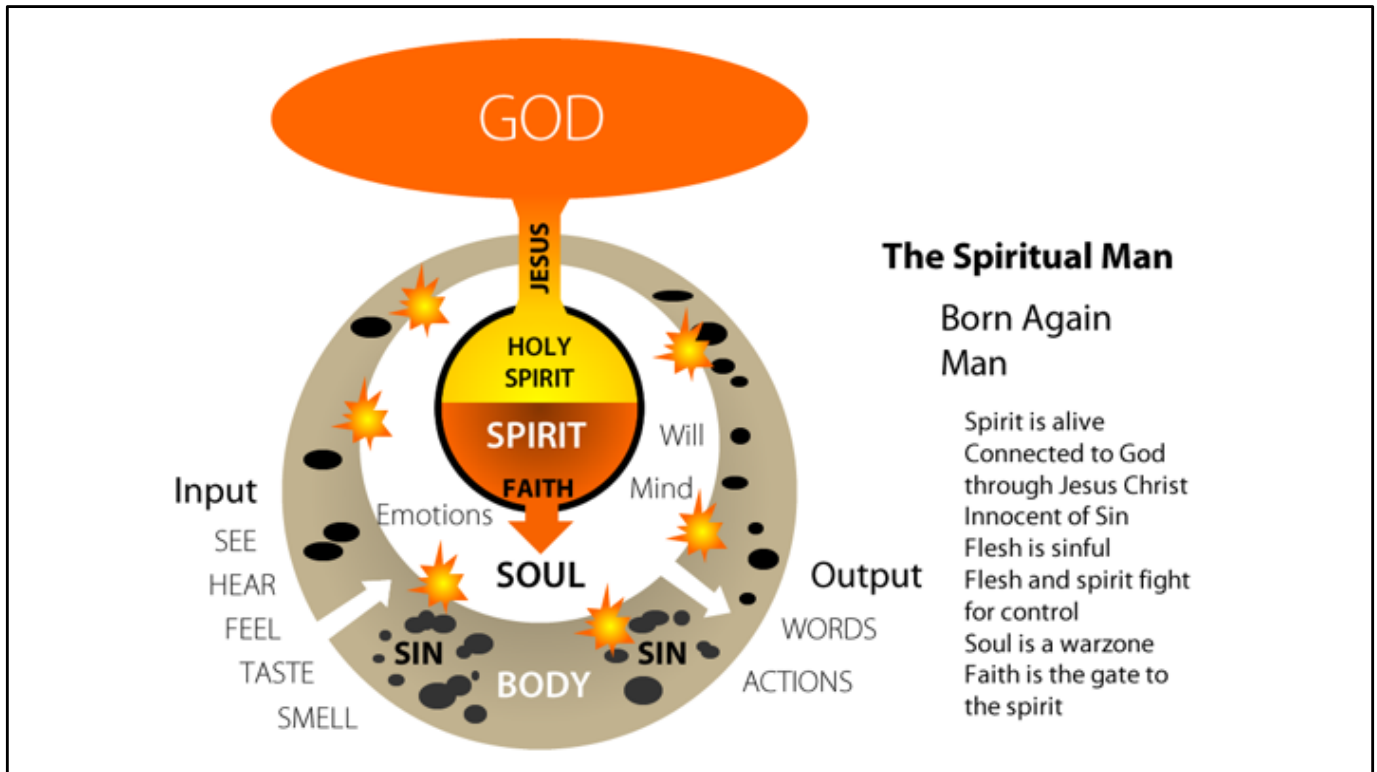 GOD
JESUS
HOLY
SPIRIT
SPIRIT
FAITH
Will
Mind
Emotions
SOUL
SIN
SIN
BODY
Input
SEE
HEAR
FEEL
TASTE
SMELL
Output
WORDS
ACTIONS
The Spiritual Man
Born Again
Man
Spirit is alive
Connected to God
through Jesus Christ
Innocent of Sin
Flesh is sinful
Flesh and spirit fight
for control
Soul is a warzone
Faith is the gate to
the spirit